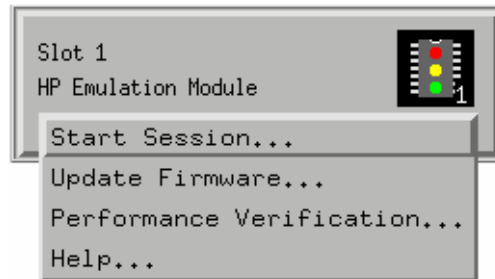 Slot 1
HP Emulation Module
1
Start Session...
Update Firmware...
Performance Verification...
Help...